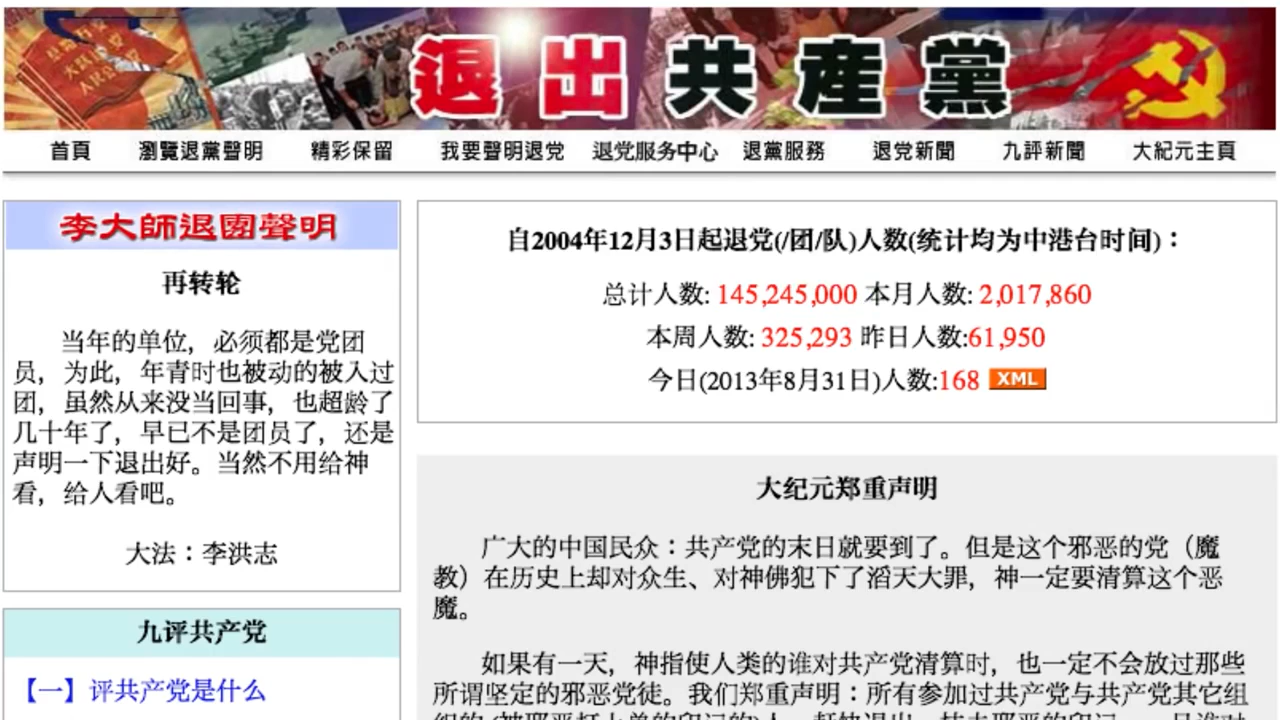 退出共産黨
首頁 瀏覽退黨聲明 精彩保留 我要聲明退党 退党服务中心 退黨服務 退党新聞 九評新聞 大紀元主頁
李大師退團聲明
再转轮
当年的单位，必须都是党团
员，为此，年青时也被动的被入过
团，虽然从来没当回事，也超龄了
几十年了，早已不是团员了，还是
声明一下退出好。当然不用给神
看，给人看吧。
大法：李洪志
九评共产党
【一】评共产党是什么
自2004年12月3日起退党(/团/队)人数(统计均为中港台时间)：
总计人数: 145,245,000 本月人数: 2,017,860
本周人数: 325,293 昨日人数:61,950
今日(2013年8月31日)人数:168 XML
大纪元郑重声明
广大的中国民众：共产党的末日就要到了。但是这个邪恶的党（魔
教）在历史上却对众生、对神佛犯下了滔天大罪，神一定要清算这个恶
魔。
如果有一天，神指使人类的谁对共产党清算时，也一定不会放过那些
所谓坚定的邪恶党徒。我们郑重声明：所有参加过共产党与共产党其它组